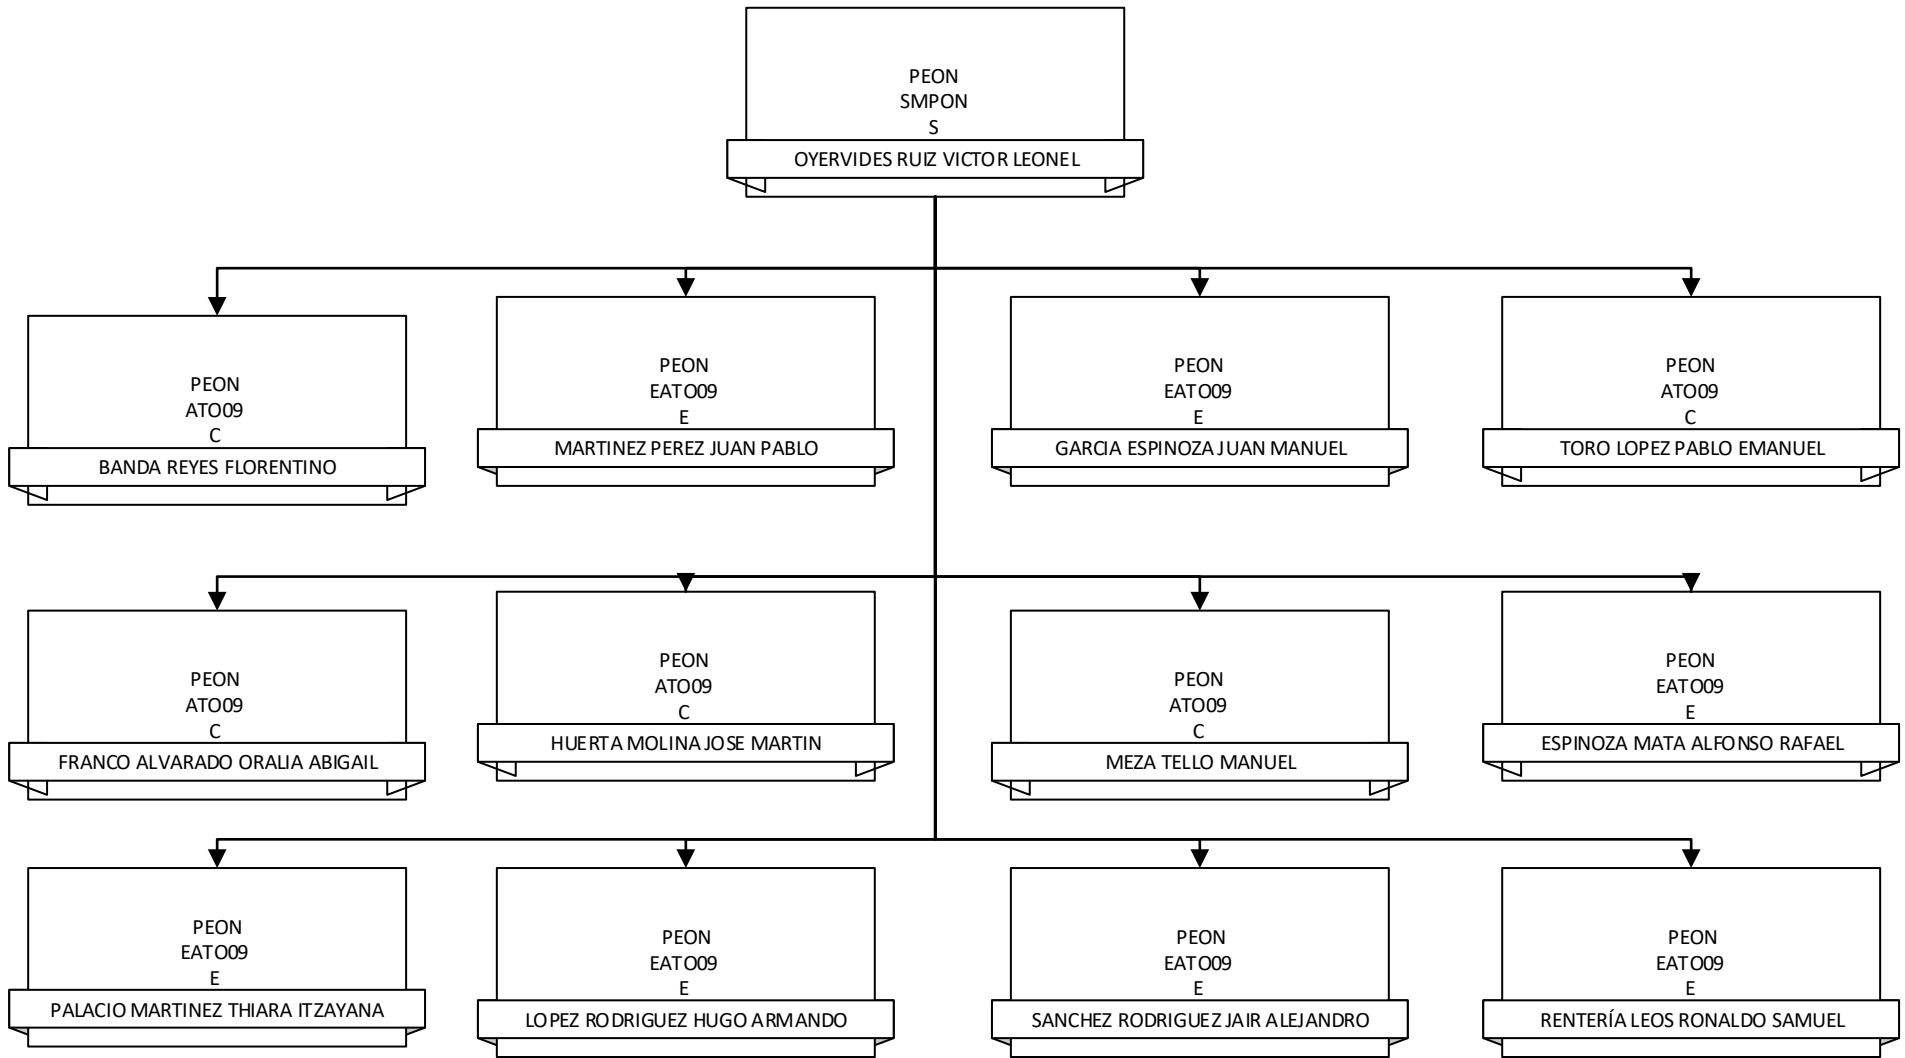 PEON
SMPON
S
OYERVIDES RUIZ VICTOR LEONEL
PEON
ATO09
C
BANDA REYES FLORENTINO
PEON
EATO09
E
MARTINEZ PEREZ JUAN PABLO
PEON
EATO09
E
GARCIA ESPINOZA JUAN MANUEL
PEON
ATO09
C
TORO LOPEZ PABLO EMANUEL
PEON
ATO09
C
FRANCO ALVARADO ORALIA ABIGAIL
PEON
ATO09
C
HUERTA MOLINA JOSE MARTIN
PEON
ATO09
C
MEZA TELLO MANUEL
PEON
EATO09
E
ESPINOZA MATA ALFONSO RAFAEL
PEON
EATO09
E
PALACIO MARTINEZ THIARA ITZAYANA
PEON
EATO09
E
LOPEZ RODRIGUEZ HUGO ARMANDO
PEON
EATO09
E
SANCHEZ RODRIGUEZ JAIR ALEJANDRO
PEON
EATO09
E
RENTERÍA LEOS RONALDO SAMUEL